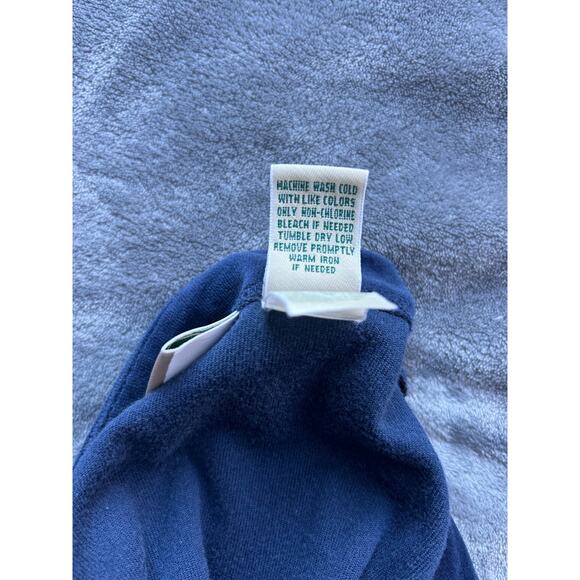 MACHINE WASH COLD
WITH LIKE COLORS
ONLY NON-CHLORINE
BLEACH IF NEEDED
TUMBLE DRY LOW
REMOVE PROMPTLY
WARM IRON
IF NEEDED